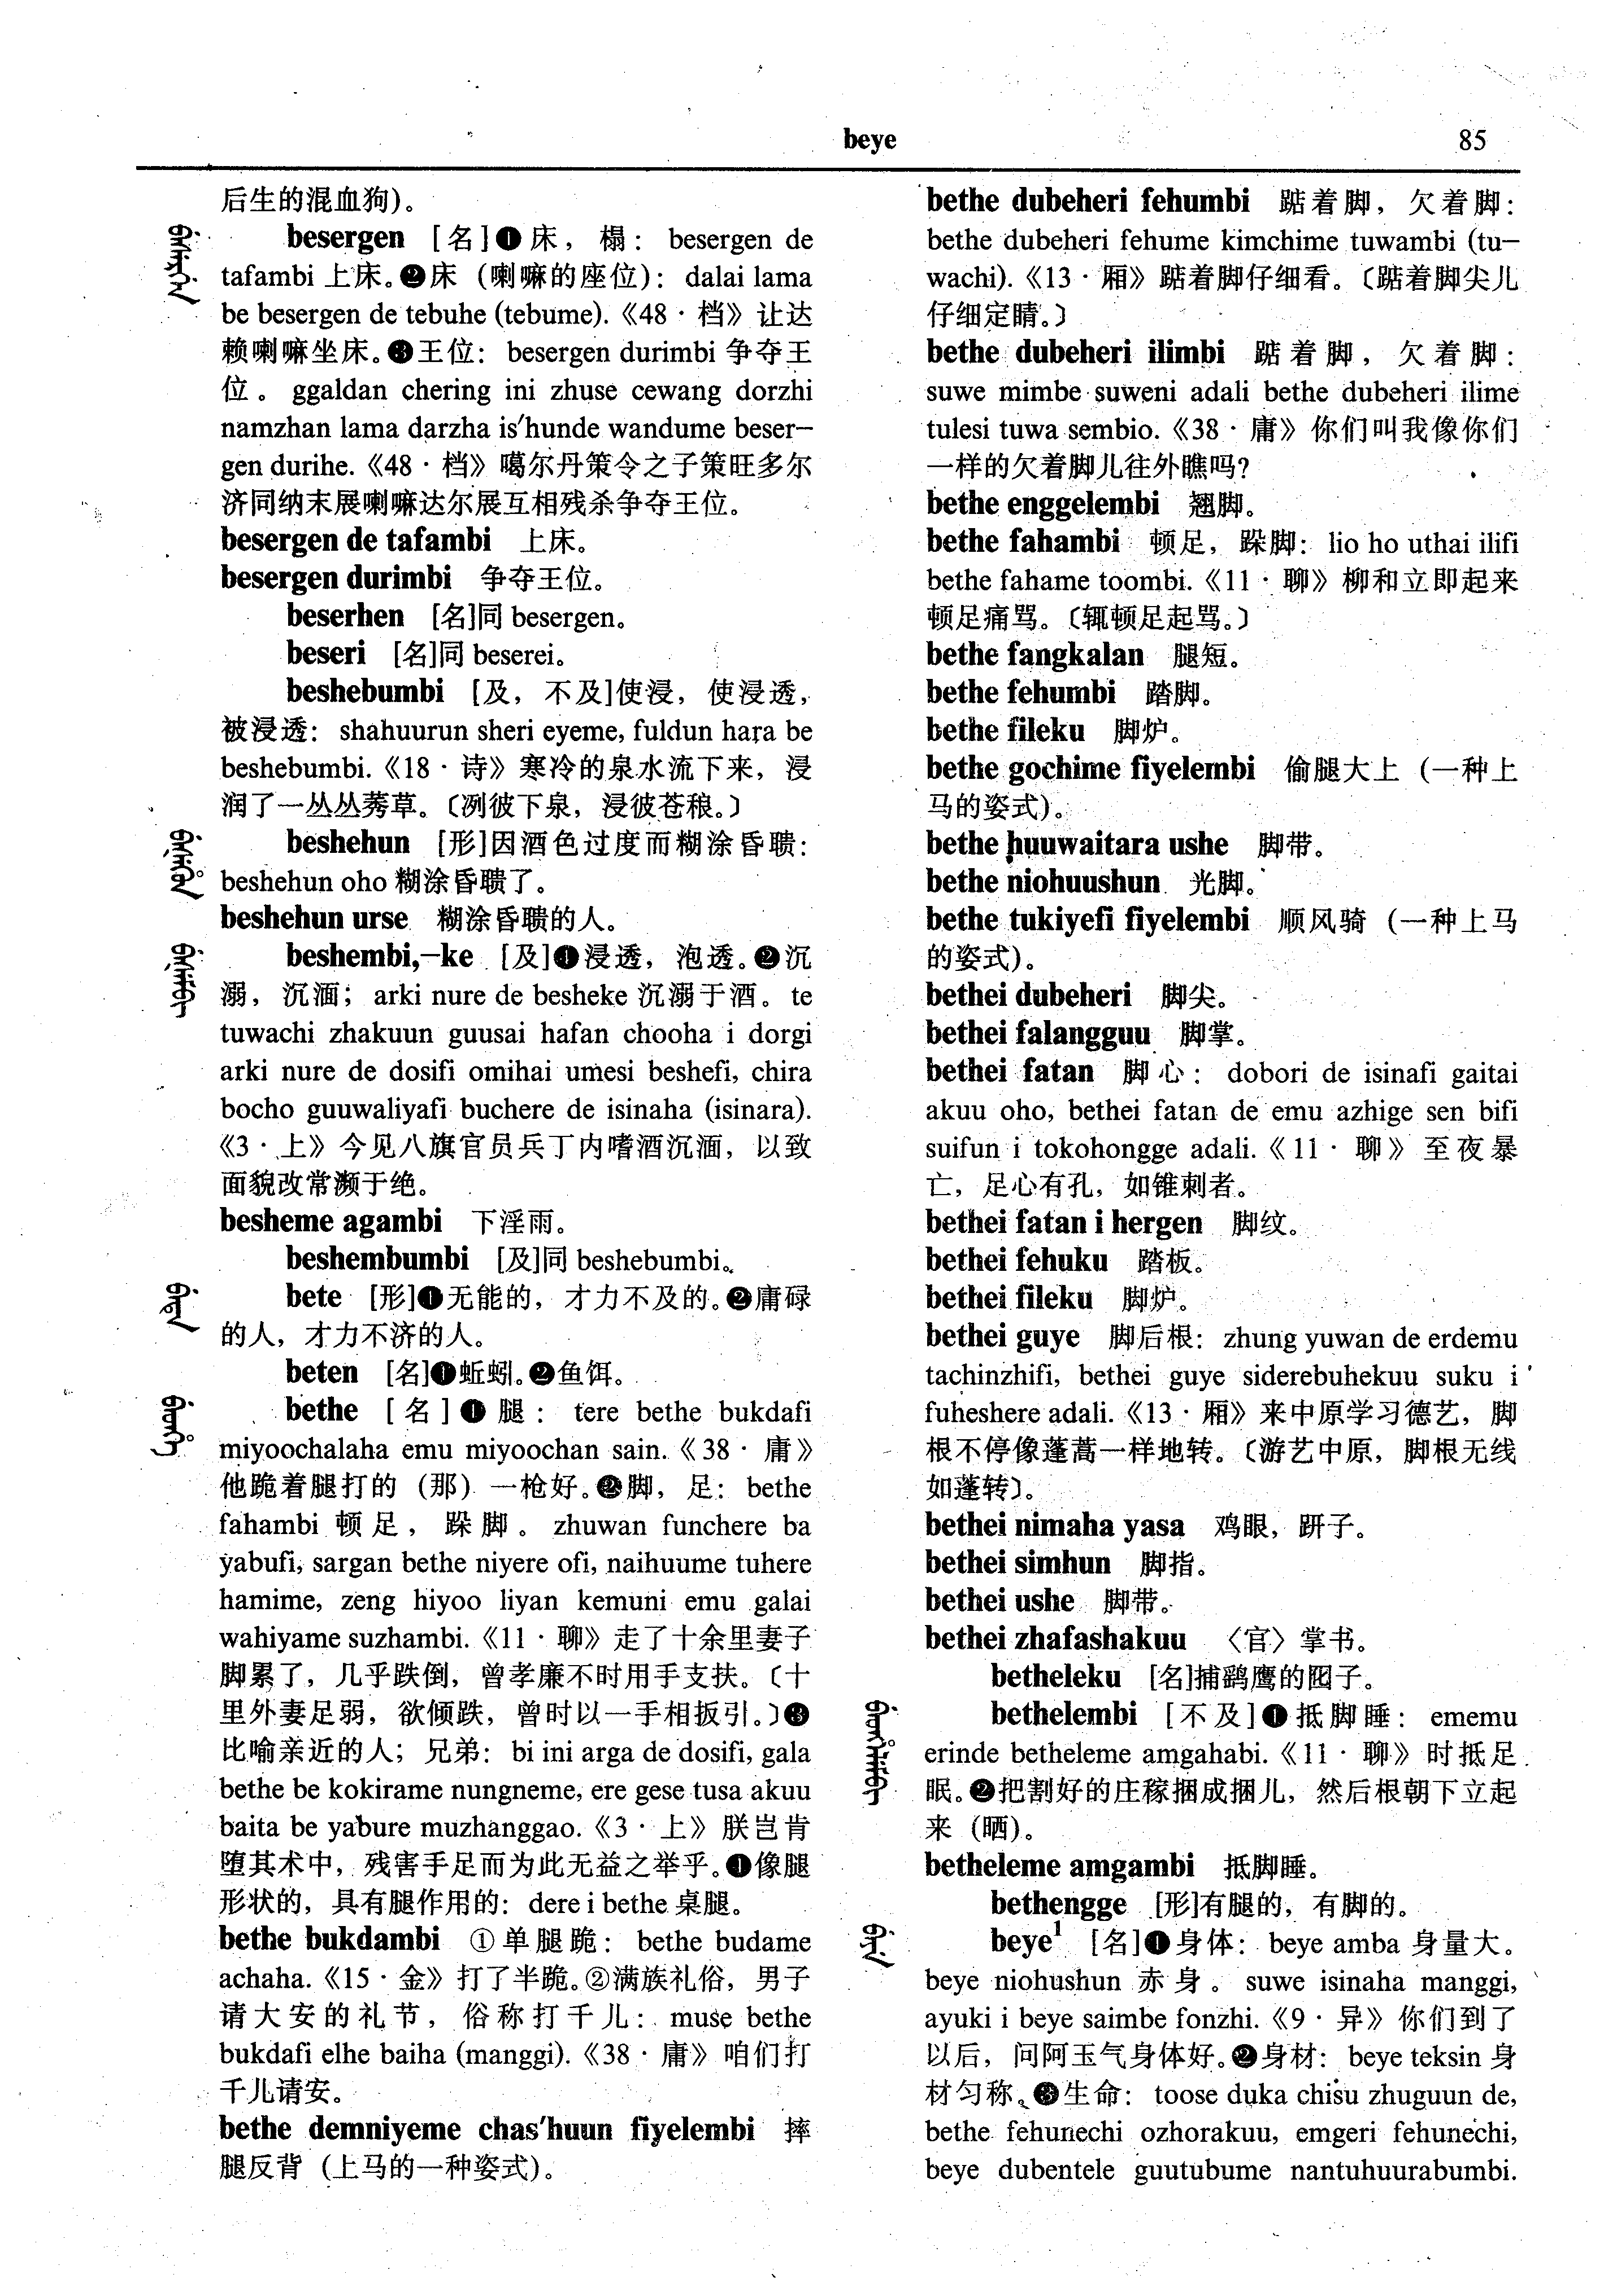 beye
85
后生的混血狗)。
besergen [名]❶床，榻：besergen de
tafambi 上床。❷床（喇嘛的座位）：dalai lama
be besergen de tebuhe (tebume).《48·档》让达
赖喇嘛坐床。❸王位：besergen durimbi 争夺王
位。ggaldan chering ini zhuse cewang dorzhi
namzhan lama darzha is'hunde wandume beser–
gen durihe.《48·档》噶尔丹策令之子策旺多尔
济同纳末展喇嘛达尔展互相残杀争夺王位。
besergen de tafambi 上床。
besergen durimbi 争夺王位。
beserhen [名]同 besergen。
beseri [名]同 beserei。
beshebumbi [及，不及]使浸，使浸透，
被浸透：shahuurun sheri eyeme, fuldun hara be
beshebumbi.《18·诗》寒冷的泉水流下来，浸
润了一丛丛莠草。〔冽彼下泉，浸彼苍稂。〕
beshehun [形]因酒色过度而糊涂昏聩：
beshehun oho 糊涂昏聩了。
beshehun urse 糊涂昏聩的人。
beshembi,–ke [及]❶浸透，泡透。❷沉
溺，沉湎；arki nure de besheke 沉溺于酒。te
tuwachi zhakuun guusai hafan chooha i dorgi
arki nure de dosifi omihai umesi beshefi, chira
bocho guuwaliyafi buchere de isinaha (isinara).
《3·上》今见八旗官员兵丁内嗜酒沉湎，以致
面貌改常濒于绝。
besheme agambi 下淫雨。
beshembumbi [及]同 beshebumbi。
bete [形]❶无能的，才力不及的。❷庸碌
的人，才力不济的人。
beten [名]❶蚯蚓。❷鱼饵。
bethe [名]❶腿：tere bethe bukdafi
miyoochalaha emu miyoochan sain.《38·庸》
他跪着腿打的（那）一枪好。❷脚，足：bethe
fahambi 顿足，跺脚。zhuwan funchere ba
yabufi, sargan bethe niyere ofi, naihuume tuhere
hamime, zeng hiyoo liyan kemuni emu galai
wahiyame suzhambi.《11·聊》走了十余里妻子
脚累了，几乎跌倒，曾孝廉不时用手支扶。〔十
里外妻足弱，欲倾跌，曾时以一手相扳引。〕❸
比喻亲近的人；兄弟：bi ini arga de dosifi, gala
bethe be kokirame nungneme, ere gese tusa akuu
baita be yabure muzhanggao.《3·上》朕岂肯
堕其术中，残害手足而为此无益之举乎。❹像腿
形状的，具有腿作用的：dere i bethe 桌腿。
bethe bukdambi ①单腿跪：bethe budame
achaha.《15·金》打了半跪。②满族礼俗，男子
请大安的礼节，俗称打千儿：muse bethe
bukdafi elhe baiha (manggi).《38·庸》咱们打
千儿请安。
bethe demniyeme chas'huun fiyelembi 摔
腿反背（上马的一种姿式）。
bethe dubeheri fehumbi 踮着脚，欠着脚：
bethe dubeheri fehume kimchime tuwambi (tu–
wachi).《13·厢》踮着脚仔细看。〔踮着脚尖儿
仔细定睛。〕
bethe dubeheri ilimbi 踮着脚，欠着脚：
suwe mimbe suweni adali bethe dubeheri ilime
tulesi tuwa sembio.《38·庸》你们叫我像你们
一样的欠着脚儿往外瞧吗?
bethe enggelembi 翘脚。
bethe fahambi 顿足，跺脚：lio ho uthai ilifi
bethe fahame toombi.《11·聊》柳和立即起来
顿足痛骂。〔辄顿足起骂。〕
bethe fangkalan 腿短。
bethe fehumbi 踏脚。
bethe fileku 脚炉。
bethe gochime fiyelembi 偷腿大上（一种上
马的姿式）。
bethe huuwaitara ushe 脚带。
bethe niohuushun 光脚。
bethe tukiyefi fiyelembi 顺风骑（一种上马
的姿式）。
bethei dubeheri 脚尖。
bethei falangguu 脚掌。
bethei fatan 脚心：dobori de isinafi gaitai
akuu oho, bethei fatan de emu azhige sen bifi
suifun i tokohongge adali.《11·聊》至夜暴
亡，足心有孔，如锥刺者。
bethei fatan i hergen 脚纹。
bethei fehuku 踏板。
bethei fileku 脚炉。
bethei guye 脚后根：zhung yuwan de erdemu
tachinzhifi, bethei guye siderebuhekuu suku i
fuheshere adali.《13·厢》来中原学习德艺，脚
根不停像蓬蒿一样地转。〔游艺中原，脚根无线
如蓬转〕。
bethei nimaha yasa 鸡眼，趼子。
bethei simhun 脚指。
bethei ushe 脚带。
bethei zhafashakuu 〈官〉掌书。
betheleku [名]捕鹞鹰的囮子。
bethelembi [不及]❶抵脚睡：ememu
erinde betheleme amgahabi.《11·聊》时抵足
眠。❷把割好的庄稼捆成捆儿，然后根朝下立起
来（晒）。
betheleme amgambi 抵脚睡。
bethengge [形]有腿的，有脚的。
beye¹ [名]❶身体：beye amba 身量大。
beye niohushun 赤身。suwe isinaha manggi,
ayuki i beye saimbe fonzhi.《9·异》你们到了
以后，问阿玉气身体好。❷身材：beye teksin 身
材匀称。❸生命：toose duka chisu zhuguun de,
bethe fehunechi ozhorakuu, emgeri fehunechi,
beye dubentele guutubume nantuhuurabumbi.